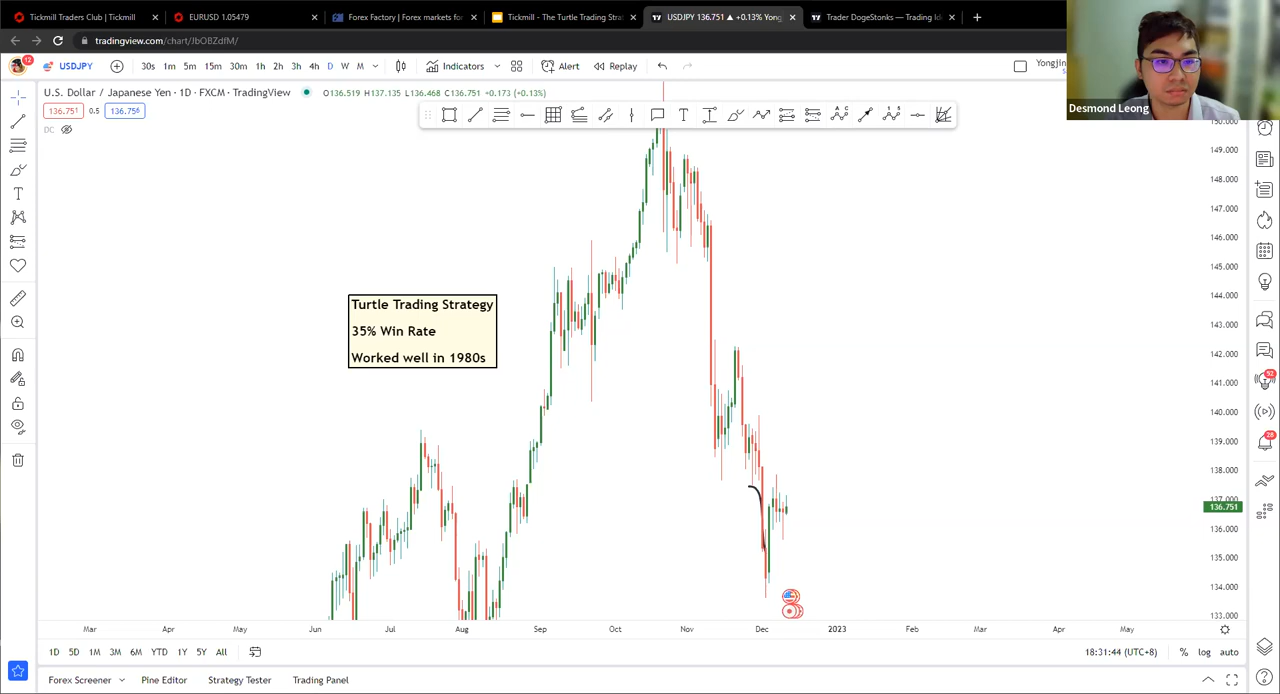 Tickmill Traders Club | Tickmill
EURUSD 1.05479
Forex Factory | Forex markets for
Tickmill - The Turtle Trading Strat
USDJPY 136.751 ▲ +0.13% Yong
Trader DogeStonks — Trading Id
tradingview.com/chart/JbOBZdfM/
12
USDJPY
30s 1m 5m 15m 30m 1h 2h 3h 4h D W M
Indicators
Alert
Replay
Yongjin
Desmond Leong
U.S. Dollar / Japanese Yen · 1D · FXCM · TradingView
O136.519 H137.135 L136.468 C136.751 +0.173 (+0.13%)
136.751 0.5 136.756
DC
Turtle Trading Strategy
35% Win Rate
Worked well in 1980s
150.000
149.000
148.000
147.000
146.000
145.000
144.000
143.000
142.000
141.000
140.000
139.000
138.000
137.000
136.751
136.000
135.000
134.000
133.000
52
28
Mar Apr May Jun Jul Aug Sep Oct Nov Dec 2023 Feb Mar Apr May
1D 5D 1M 3M 6M YTD 1Y 5Y All
18:31:44 (UTC+8) % log auto
Forex Screener Pine Editor Strategy Tester Trading Panel